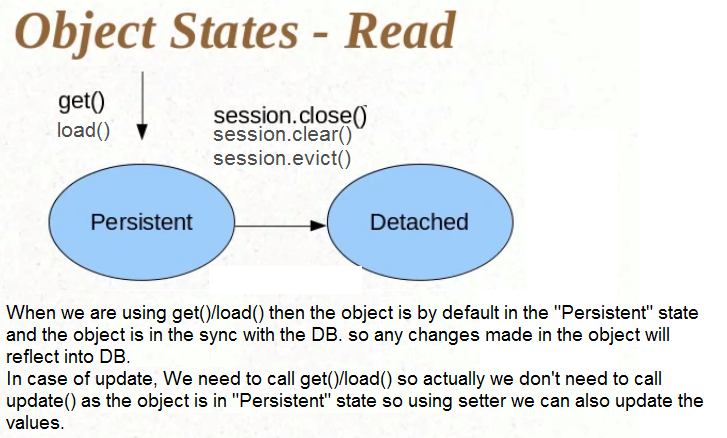 Object States - Read
get()
load()
session.close()
session.clear()
session.evict()
Persistent
Detached
When we are using get()/load() then the object is by default in the "Persistent" state
and the object is in the sync with the DB. so any changes made in the object will
reflect into DB.
In case of update, We need to call get()/load() so actually we don't need to call
update() as the object is in "Persistent" state so using setter we can also update the
values.